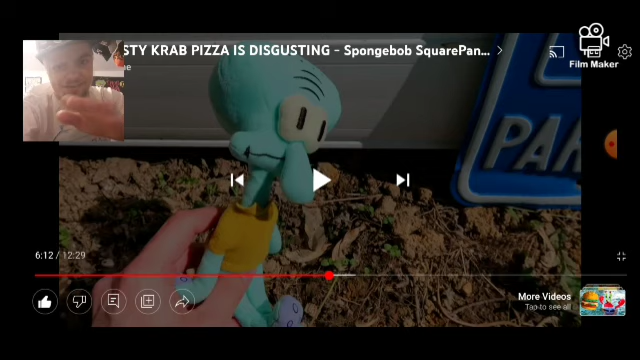 STY KRAB PIZZA IS DISGUSTING - Spongebob SquarePan...
Film Maker
PAR
6:12 / 12:29
More Videos
Tap to see all